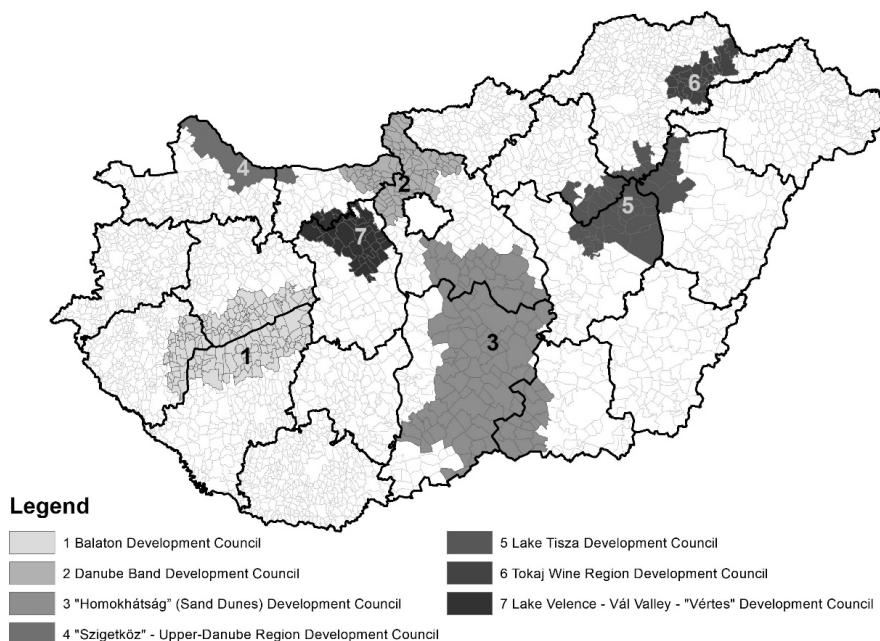 6
4
2
5
7
3
1
Legend
1 Balaton Development Council
2 Danube Band Development Council
3 "Homokhátság" (Sand Dunes) Development Council
4 "Szigetköz" - Upper-Danube Region Development Council
5 Lake Tisza Development Council
6 Tokaj Wine Region Development Council
7 Lake Velence - Vál Valley - "Vértes" Development Council